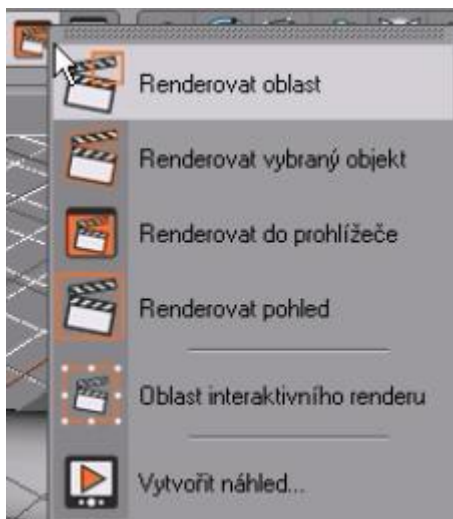 Renderovat oblast
Renderovat vybraný objekt
Renderovat do prohlížeče
Renderovat pohled
Oblast interaktivního renderu
Vytvořit náhled...